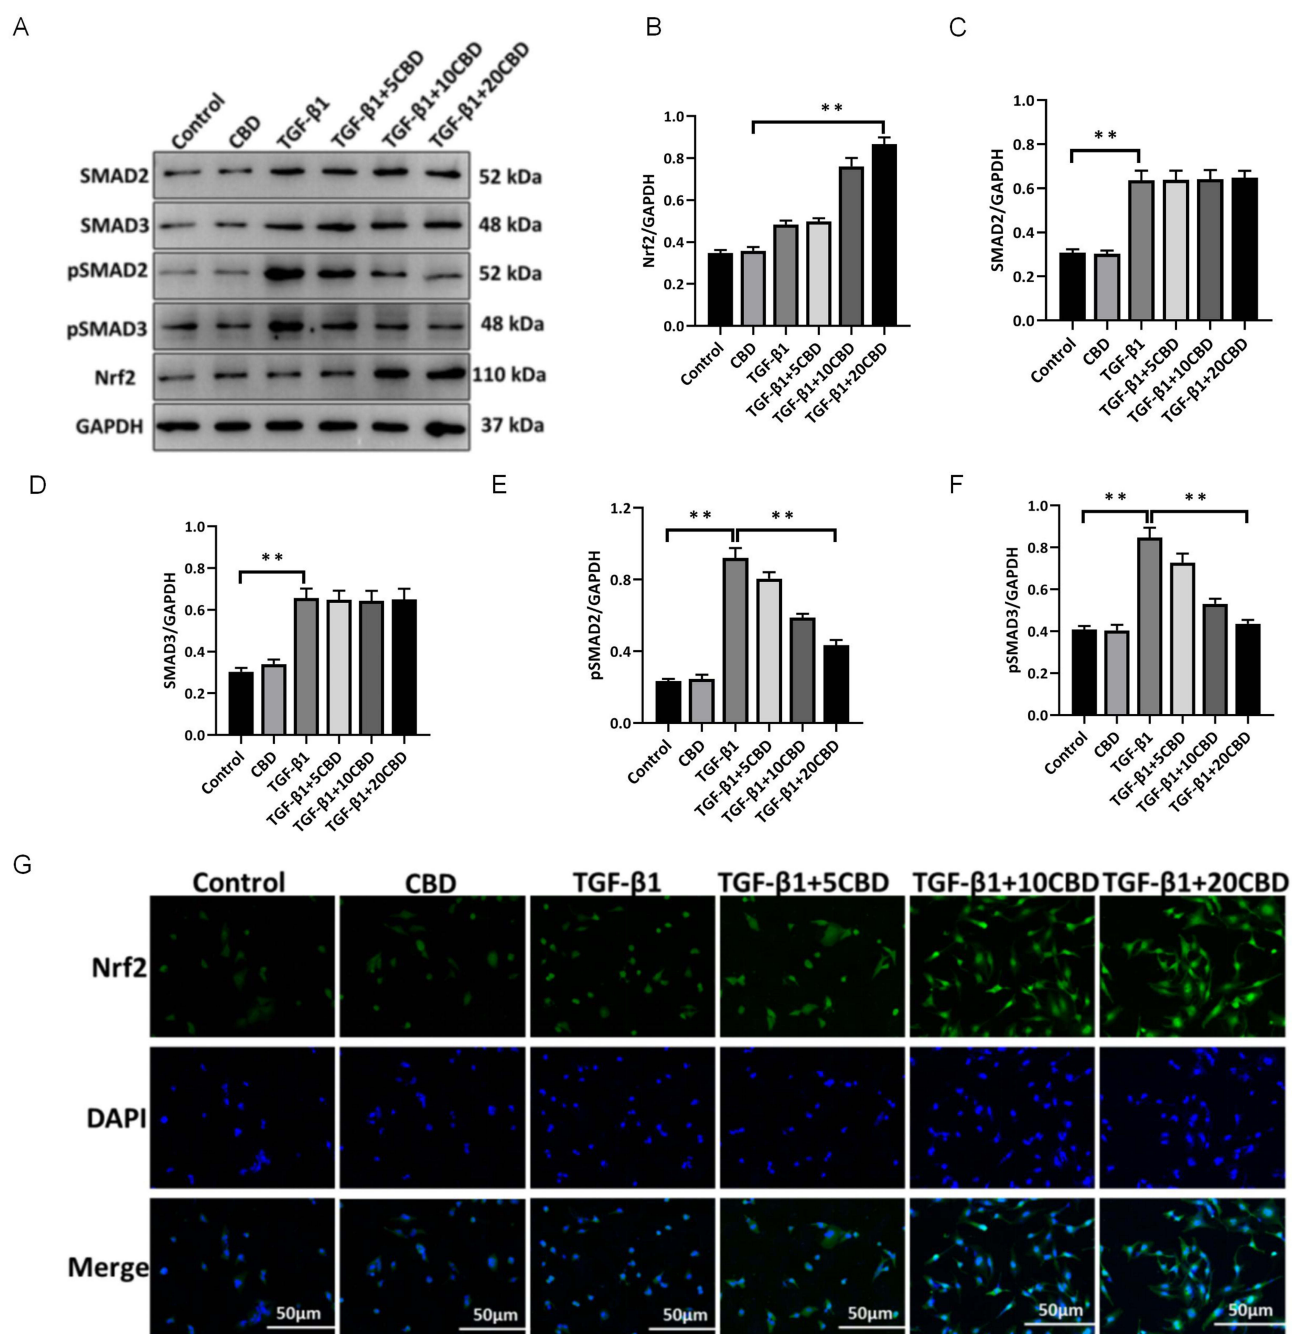 A
Control
CBD
TGF-β1
TGF-β1+5CBD
TGF-β1+10CBD
TGF-β1+20CBD
SMAD2 52 kDa
SMAD3 48 kDa
pSMAD2 52 kDa
pSMAD3 48 kDa
Nrf2 110 kDa
GAPDH 37 kDa
B
**
Nrf2/GAPDH
1.0
0.8
0.6
0.4
0.2
0.0
Control
CBD
TGF-β1
TGF-β1+5CBD
TGF-β1+10CBD
TGF-β1+20CBD
C
**
SMAD2/GAPDH
1.0
0.8
0.6
0.4
0.2
0.0
Control
CBD
TGF-β1
TGF-β1+5CBD
TGF-β1+10CBD
TGF-β1+20CBD
D
**
SMAD3/GAPDH
1.0
0.8
0.6
0.4
0.2
0.0
Control
CBD
TGF-β1
TGF-β1+5CBD
TGF-β1+10CBD
TGF-β1+20CBD
E
** **
pSMAD2/GAPDH
1.2
0.8
0.4
0.0
Control
CBD
TGF-β1
TGF-β1+5CBD
TGF-β1+10CBD
TGF-β1+20CBD
F
** **
pSMAD3/GAPDH
1.0
0.8
0.6
0.4
0.2
0.0
Control
CBD
TGF-β1
TGF-β1+5CBD
TGF-β1+10CBD
TGF-β1+20CBD
G
Control CBD TGF-β1 TGF-β1+5CBD TGF-β1+10CBD TGF-β1+20CBD
Nrf2
DAPI
Merge
50μm 50μm 50μm 50μm 50μm 50μm